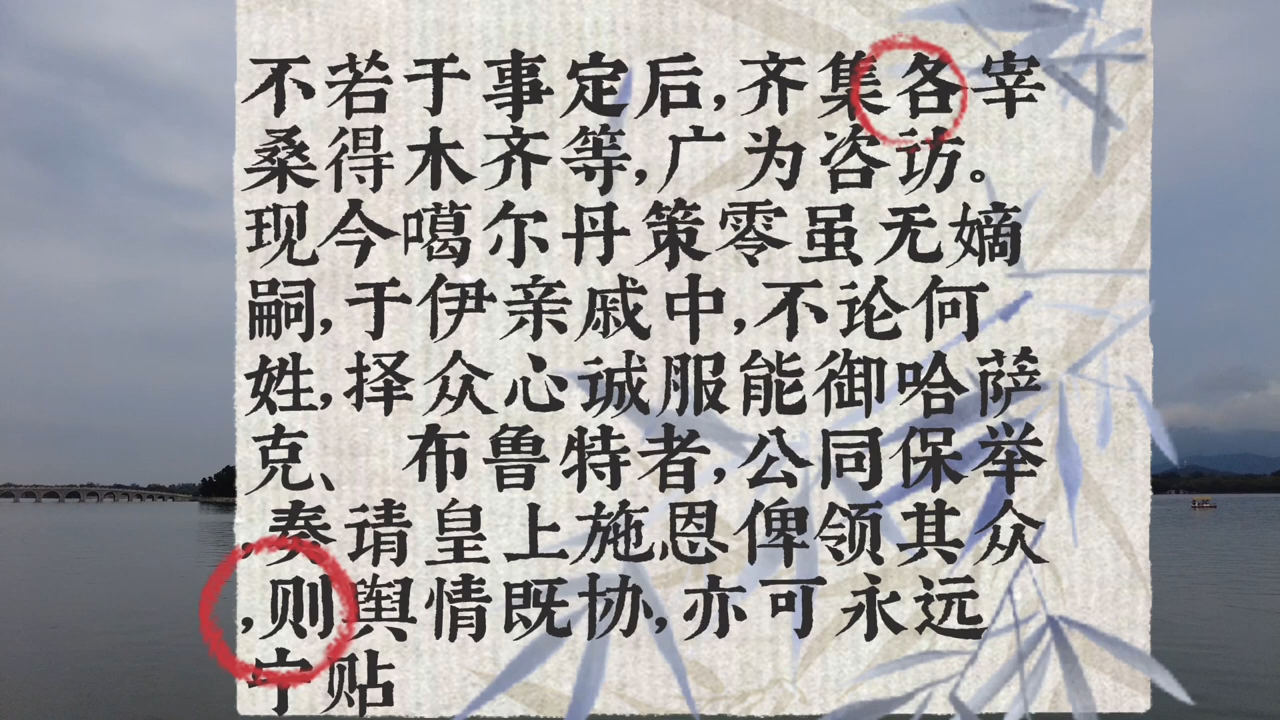 不若于事定后,齐集各宰
桑得木齐等,广为咨访。
现今噶尔丹策零虽无嫡
嗣,于伊亲戚中,不论何
姓,择众心诚服能御哈萨
克、布鲁特者,公同保举
,奏请皇上施恩俾领其众
,则舆情既协,亦可永远
宁贴